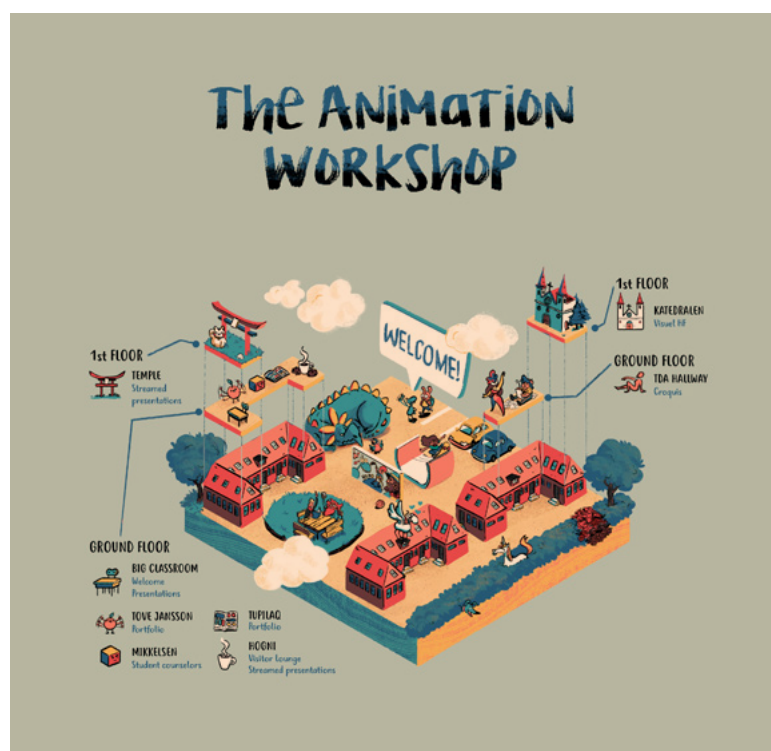 THE ANIMATION
WORKSHOP
WELCOME!
1st FLOOR
TEMPLE
Streamed
presentations
1st FLOOR
KATEDRALEN
Visuel HF
GROUND FLOOR
TDA HALLWAY
Croquis
GROUND FLOOR
BIG CLASSROOM
Welcome
Presentations
TOVE JANSSON
Portfolio
MIKKELSEN
Student counselors
TUPILAQ
Portfolio
HOGNI
Visitor Lounge
Streamed presentations